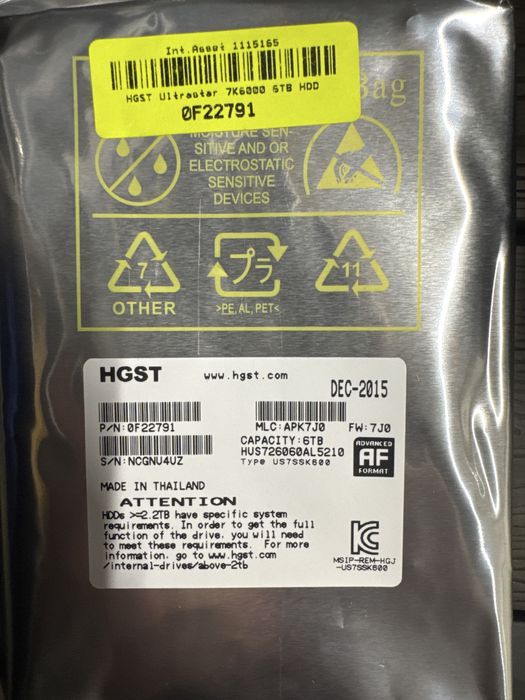 Int.Asset 1115165
HGST Ultrastar 7K6000 6TB HDD
0F22791
Bag
MOISTURE SEN-
SITIVE AND OR
ELECTROSTATIC
SENSITIVE
DEVICES
7
プラ
11
OTHER
>PE, AL, PET<
HGST
www.hgst.com
DEC-2015
P/N:0F22791
MLC:APK7J0
FW:7J0
CAPACITY:6TB
HUS726060AL5210
Type US7SSK600
ADVANCED
AF
FORMAT
S/N:NCGNU4UZ
MADE IN THAILAND
ATTENTION
HDDs >=2.2TB have specific system
requirements. In order to get the full
function of the drive, you will need
to meet these requirements. For more
information, go to www.hgst.com
/internal-drives/above-2tb
MSIP-REM-HGJ
-US7SSK600